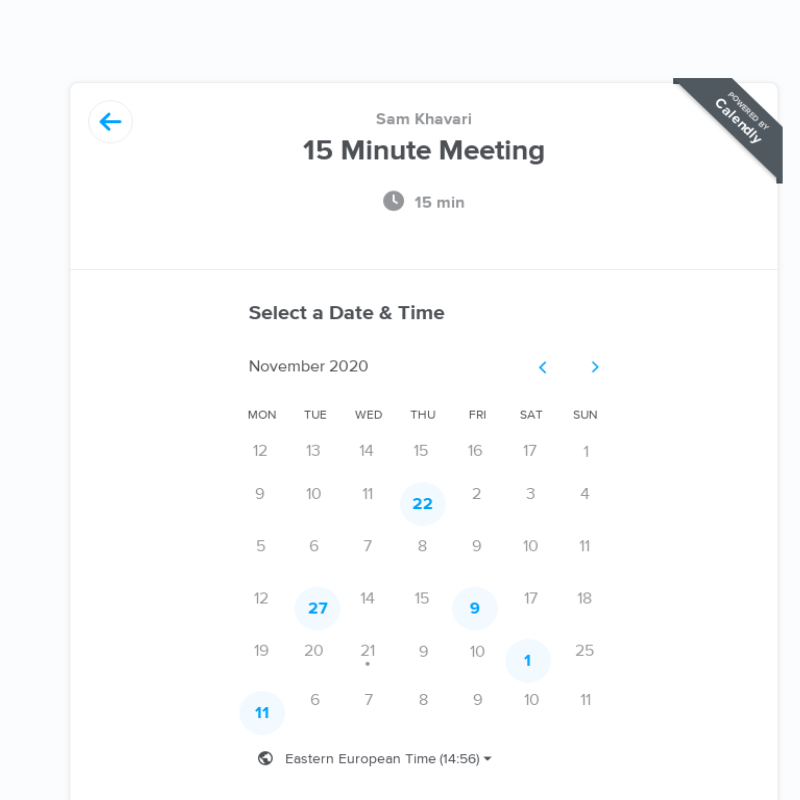 POWERED BY
Calendly
Sam Khavari
15 Minute Meeting
15 min
Select a Date & Time
November 2020
MON TUE WED THU FRI SAT SUN
12 13 14 15 16 17 1
9 10 11 22 2 3 4
5 6 7 8 9 10 11
12 27 14 15 9 17 18
19 20 21 9 10 1 25
11 6 7 8 9 10 11
Eastern European Time (14:56)